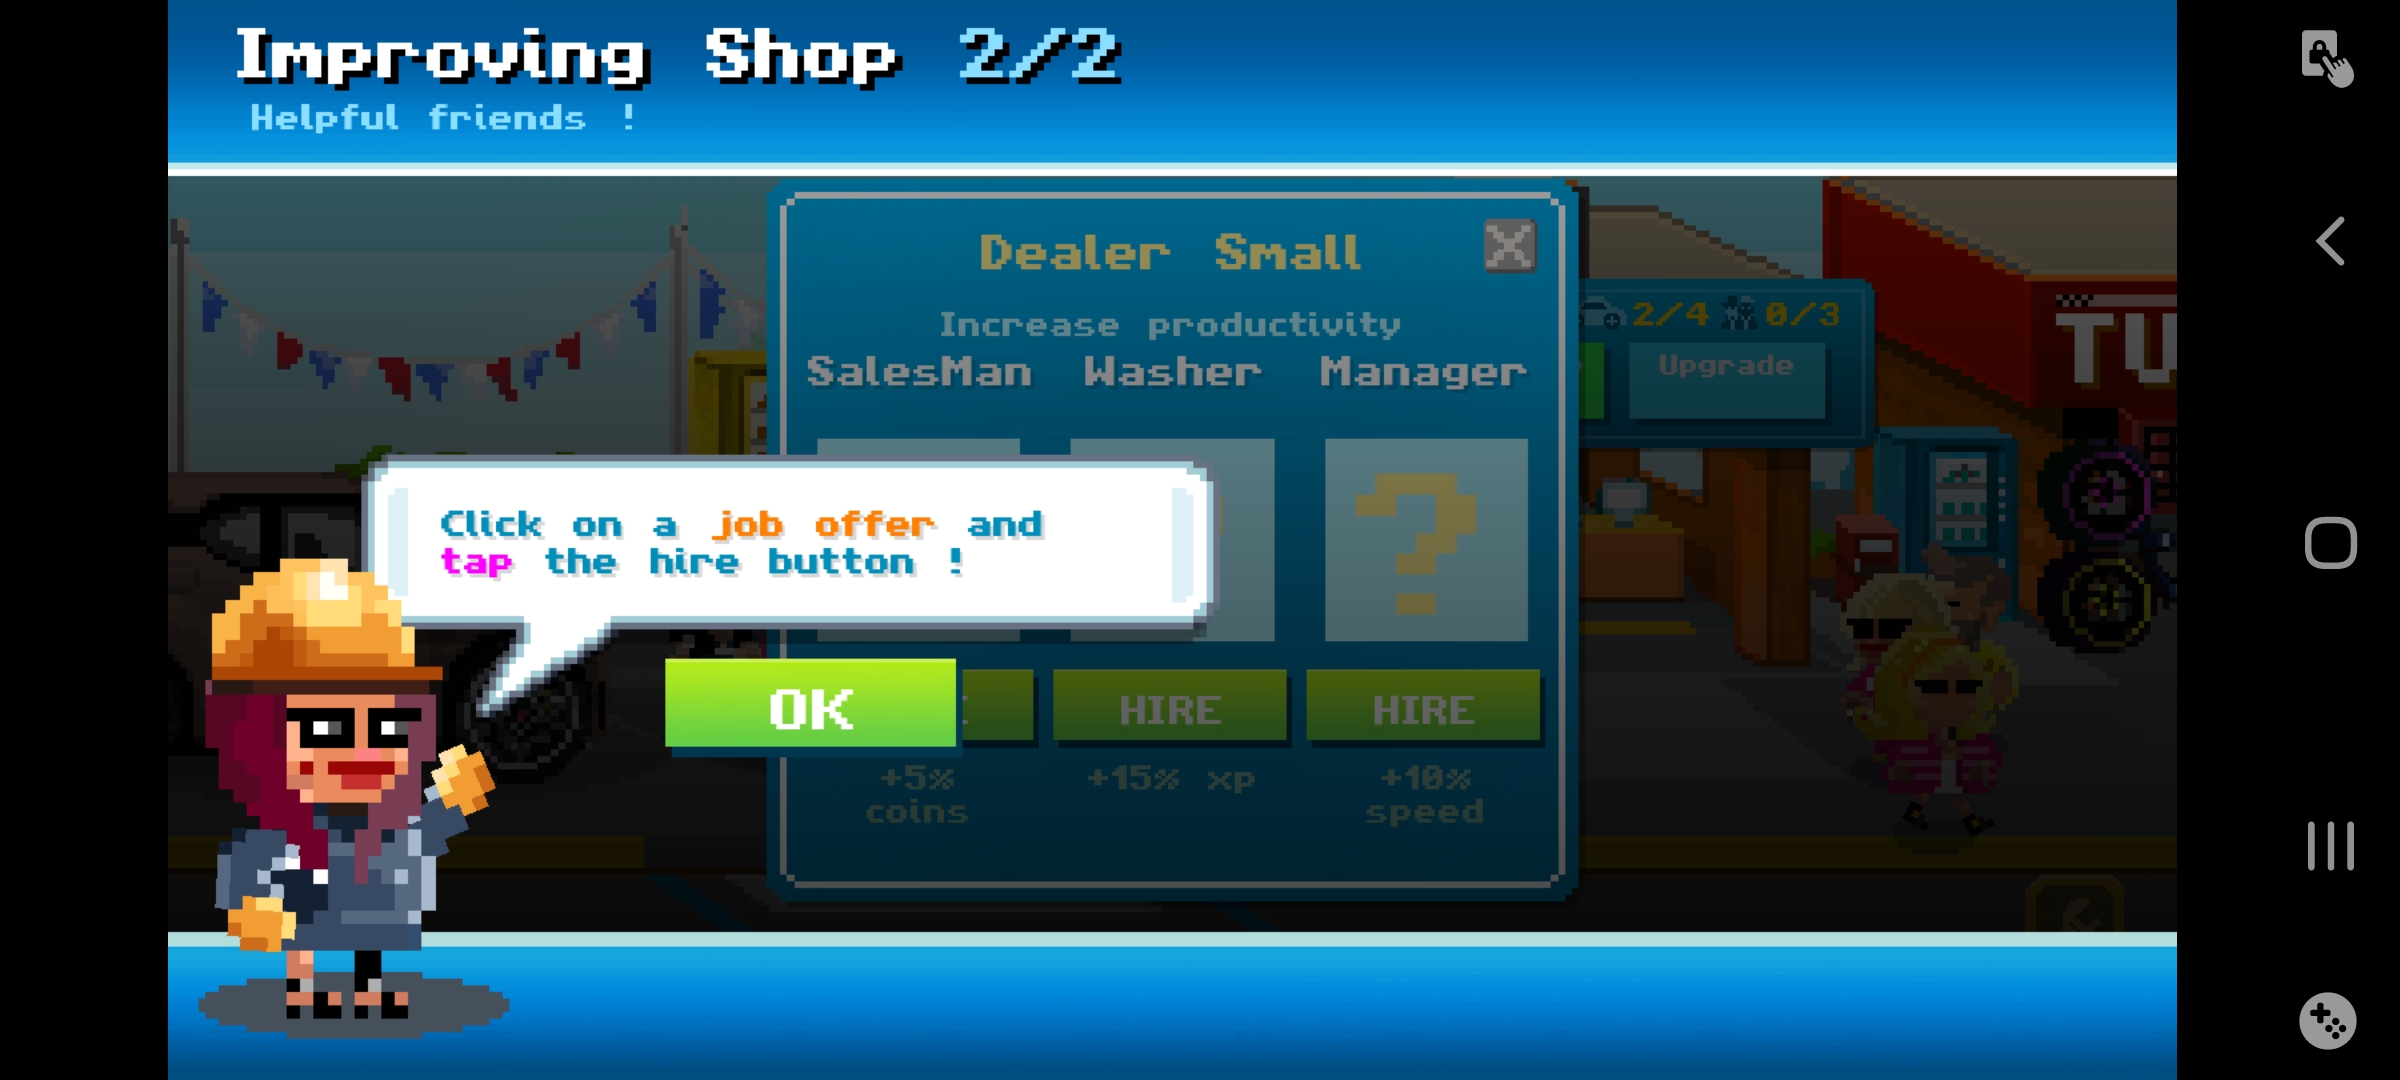 Improving Shop 2/2
Helpful friends !
Dealer Small
Increase productivity
SalesMan Washer Manager
2/4 0/3
Upgrade
TU
Click on a job offer and
tap the hire button !
OK
HIRE
HIRE
+5%
coins
+15% xp
+10%
speed